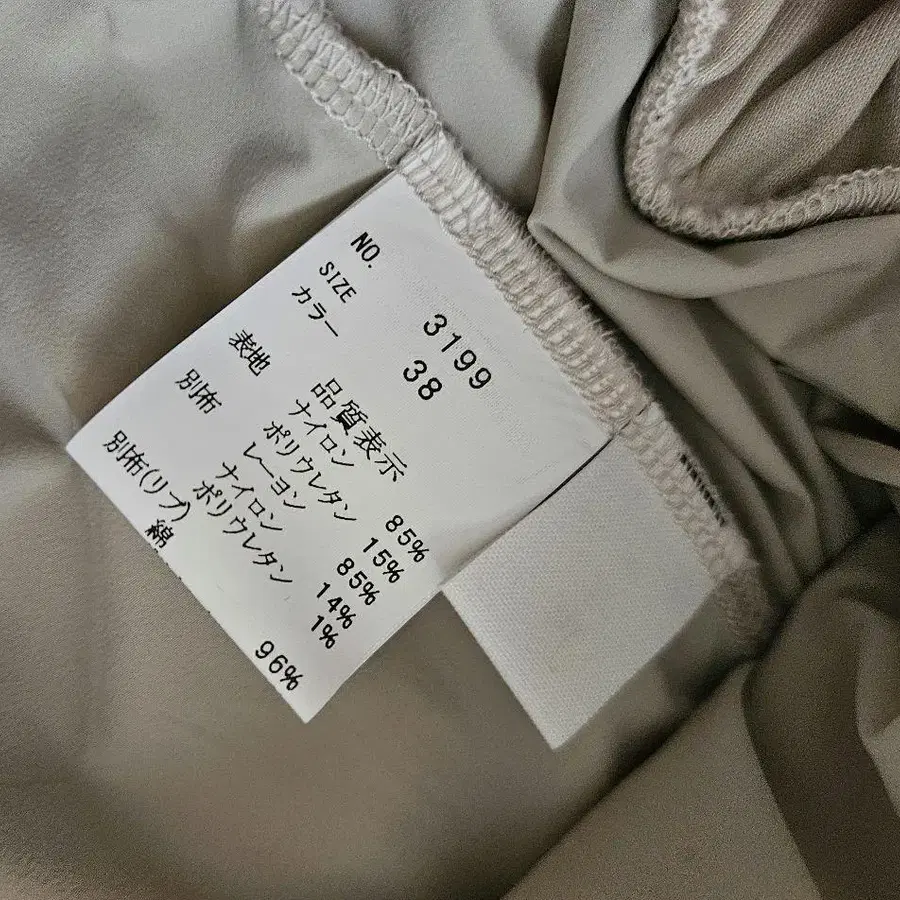 NO. 3199
SIZE 38
カラー
品質表示
表地 ナイロン 85%
ポリウレタン 15%
別布 レーヨン 85%
ナイロン 14%
ポリウレタン 1%
別布(リブ)
綿 96%